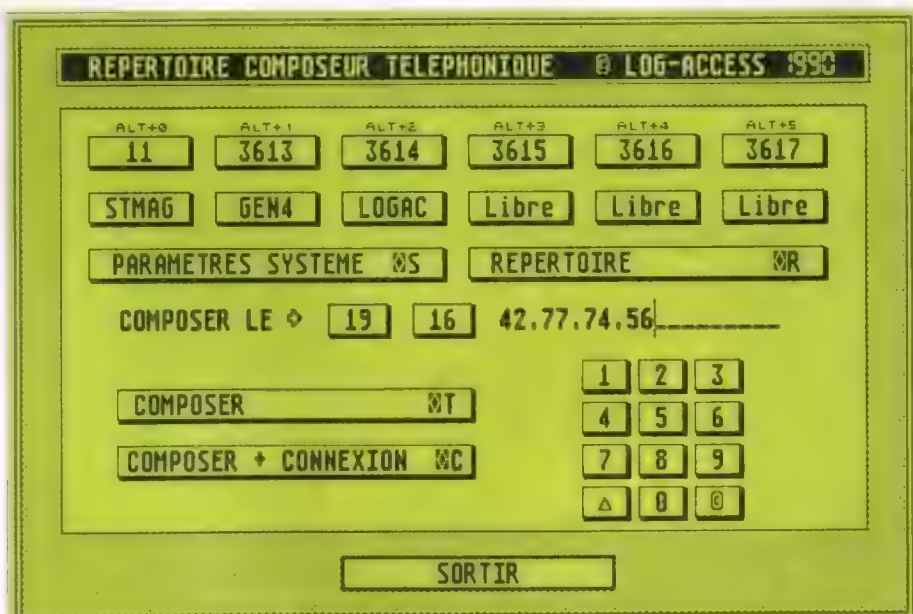 REPERTOIRE COMPOSEUR TELEPHONIQUE @ LOG-ACCESS 1990
ALT+0 ALT+1 ALT+2 ALT+3 ALT+4 ALT+5
11 3613 3614 3615 3616 3617
STMAG GEN4 LOGAC Libre Libre Libre
PARAMETRES SYSTEME S REPERTOIRE R
COMPOSER LE 19 16 42.77.74.56
COMPOSER T
COMPOSER + CONNEXION C
1 2 3
4 5 6
7 8 9
0 ©
SORTIR